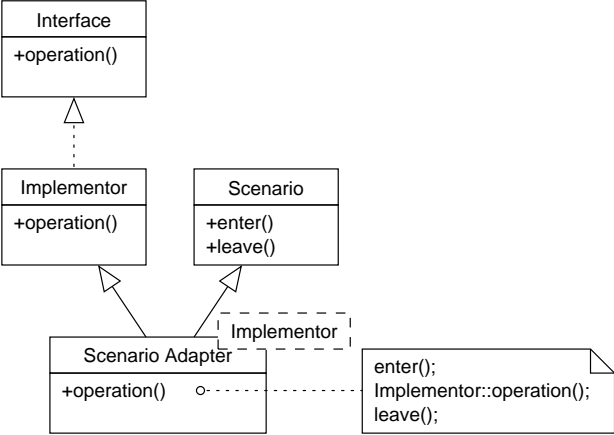 Interface
+operation()
Implementor
+operation()
Scenario
+enter()
+leave()
Implementor
Scenario Adapter
+operation()
enter();
Implementor::operation();
leave();